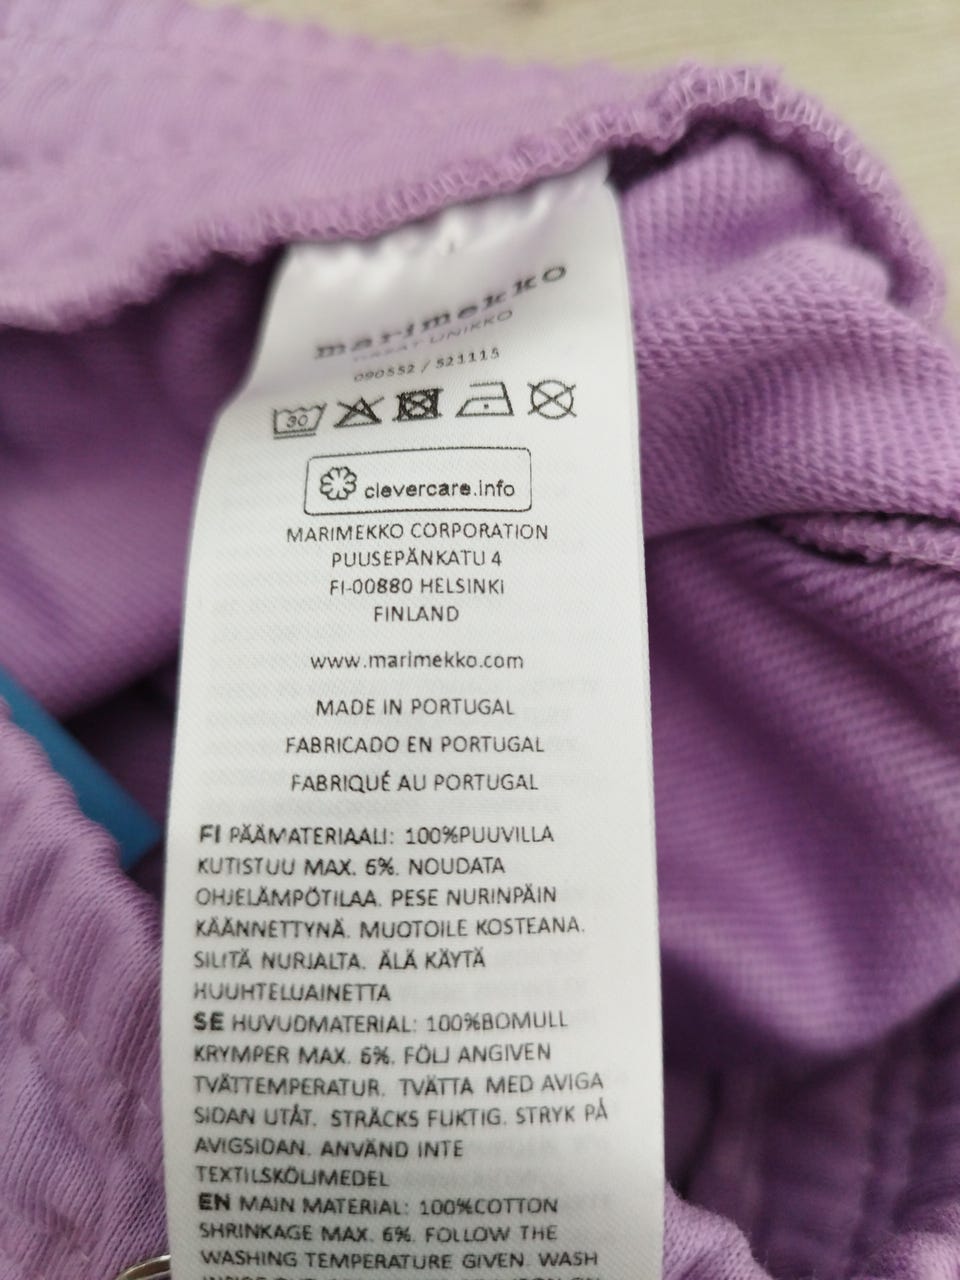 marimekko
UNIKKO
090552 / 521115
30
clevercare.info
MARIMEKKO CORPORATION
PUUSEPÄNKATU 4
FI-00880 HELSINKI
FINLAND
www.marimekko.com
MADE IN PORTUGAL
FABRICADO EN PORTUGAL
FABRIQUÉ AU PORTUGAL
FI PÄÄMATERIAALI: 100%PUUVILLA
KUTISTUU MAX. 6%. NOUDATA
OHJELÄMPÖTILAA. PESE NURINPÄIN
KÄÄNNETTYNÄ. MUOTOILE KOSTEANA.
SILITÄ NURJALTA. ÄLÄ KÄYTÄ
HUUHTELUAINETTA
SE HUVUDMATERIAL: 100%BOMULL
KRYMPER MAX. 6%. FÖLJ ANGIVEN
TVÄTTEMPERATUR. TVÄTTA MED AVIGA
SIDAN UTÅT. STRÄCKS FUKTIG. STRYK PÅ
AVIGSIDAN. ANVÄND INTE
TEXTILSKÖLJMEDEL
EN MAIN MATERIAL: 100%COTTON
SHRINKAGE MAX. 6%. FOLLOW THE
WASHING TEMPERATURE GIVEN. WASH